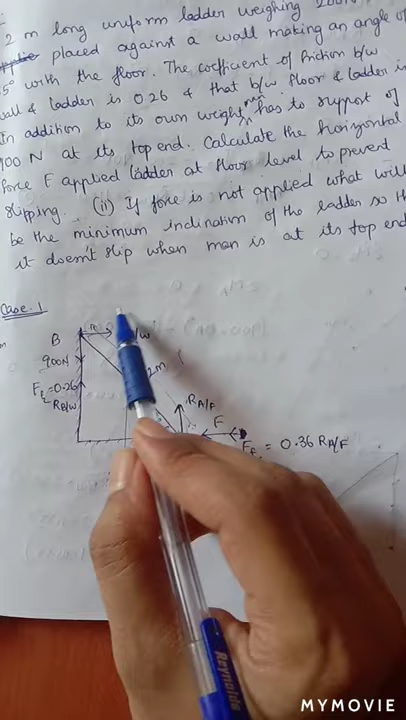 2 m long uniform ladder weighing
placed against a wall making an angle of
5° with the floor. The coefficient of friction b/w
wall & ladder is 0.26 & that b/w floor & ladder is
In addition to its own weight man has to support of
900 N at its top end. Calculate the horizontal
force F applied ladder at floor level to prevent
slipping. (ii) If force is not applied what will
be the minimum inclination of the ladder so th
it doesn't slip when man is at its top end
Case. 1
B /w
900N 2m
= 0.26
RB/W
RA/F
F
= 0.36 RA/F
Reynolds
MYMOVIE